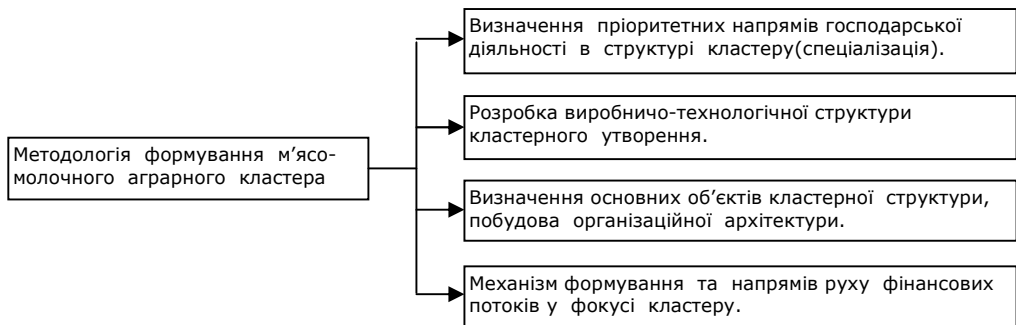 Визначення пріоритетних напрямів господарської
діяльності в структурі кластеру(спеціалізація).
Розробка виробничо-технологічної структури
кластерного утворення.
Методологія формування м’ясо-
молочного аграрного кластера
Визначення основних об’єктів кластерної структури,
побудова організаційної архітектури.
Механізм формування та напрямів руху фінансових
потоків у фокусі кластеру.